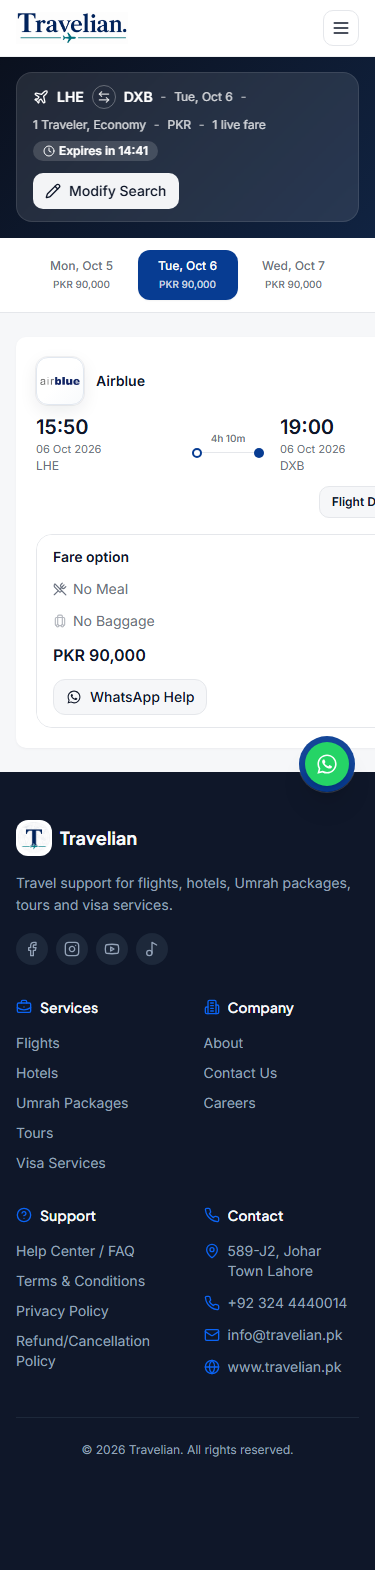 Travelian.
LHE DXB - Tue, Oct 6 -
1 Traveler, Economy - PKR - 1 live fare
Expires in 14:41
Modify Search
Mon, Oct 5
PKR 90,000
Tue, Oct 6
PKR 90,000
Wed, Oct 7
PKR 90,000
airblue Airblue
15:50
06 Oct 2026
LHE
4h 10m
19:00
06 Oct 2026
DXB
Flight D
Fare option
No Meal
No Baggage
PKR 90,000
WhatsApp Help
T Travelian
Travel support for flights, hotels, Umrah packages,
tours and visa services.
Services
Flights
Hotels
Umrah Packages
Tours
Visa Services
Company
About
Contact Us
Careers
Support
Help Center / FAQ
Terms & Conditions
Privacy Policy
Refund/Cancellation
Policy
Contact
589-J2, Johar
Town Lahore
+92 324 4440014
info@travelian.pk
www.travelian.pk
© 2026 Travelian. All rights reserved.